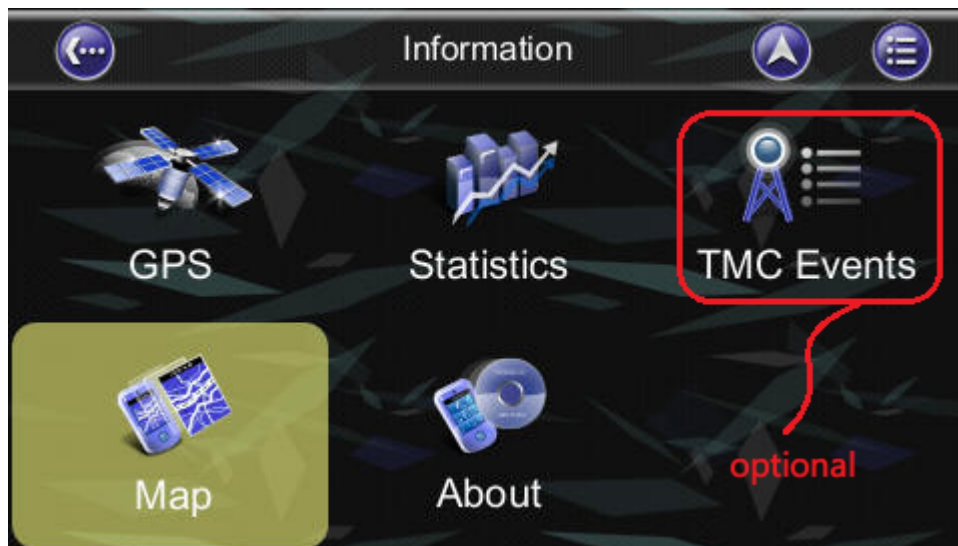 Information
GPS
Statistics
TMC Events
Map
About
optional